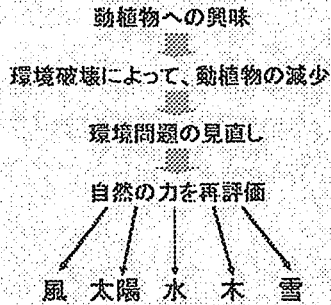 動植物への興味
環境破壊によって、動植物の減少
環境問題の見直し
自然の力を再評価
風 太陽 水 木 雪